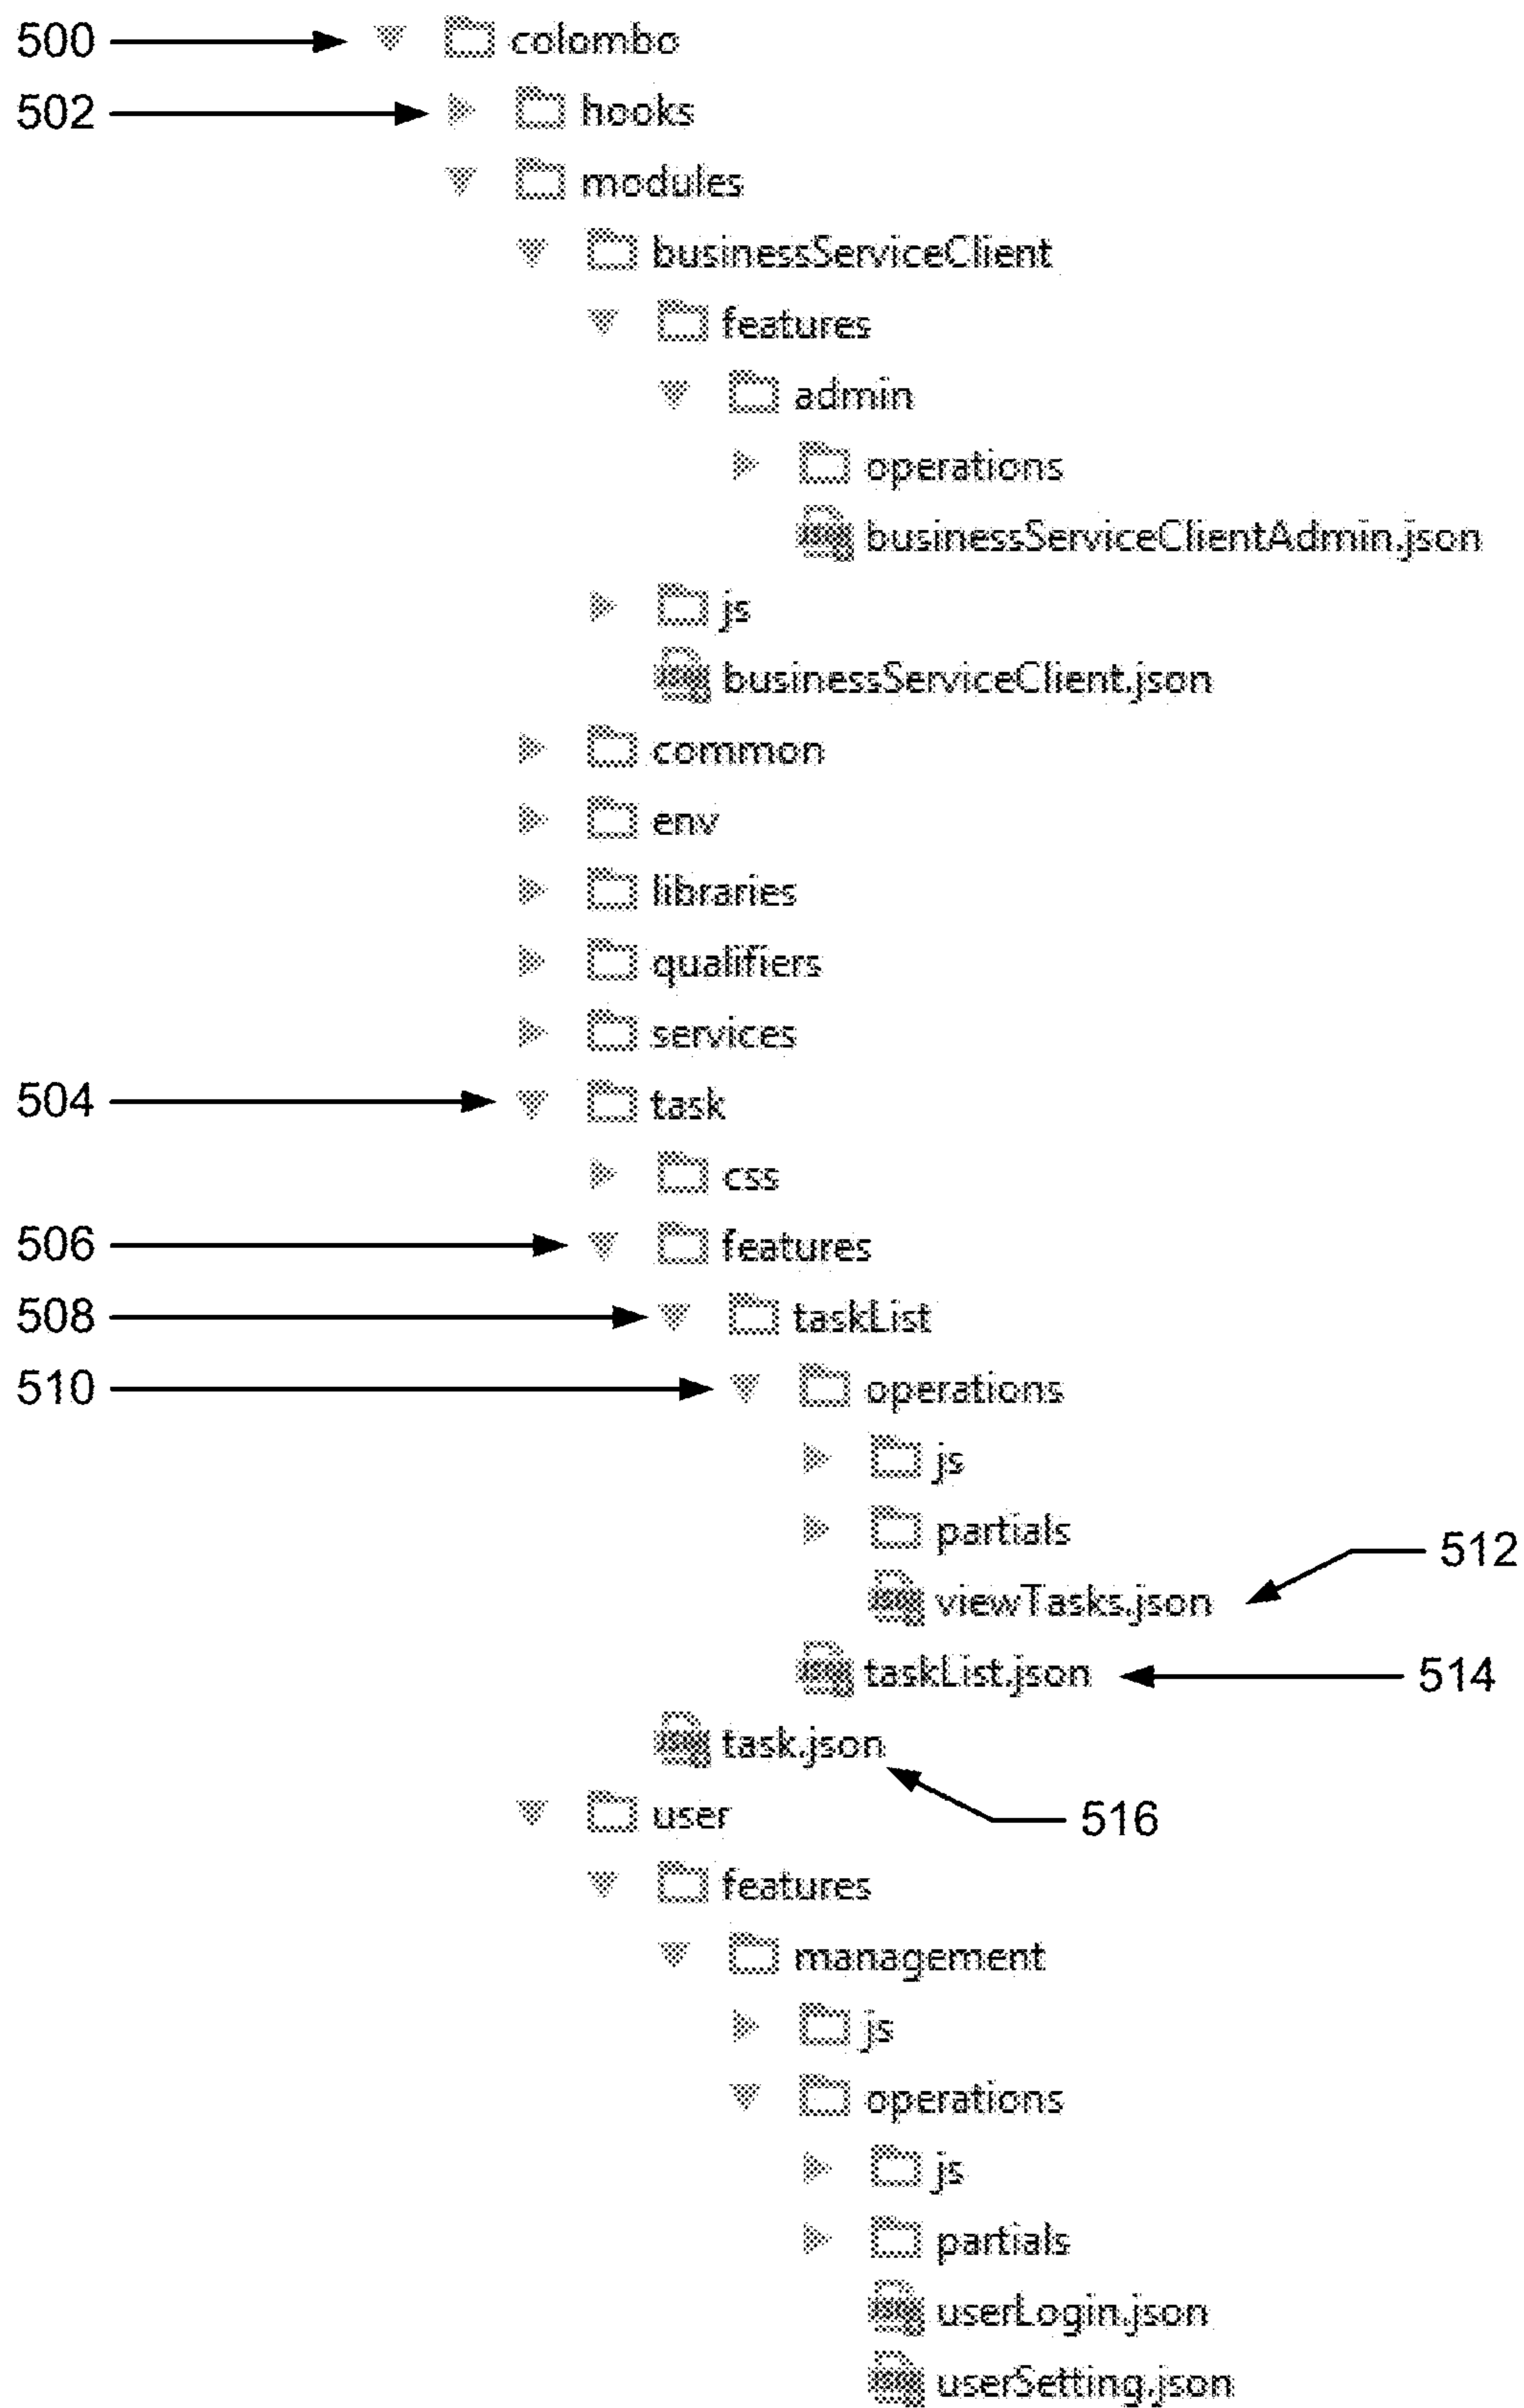 500 colombo
502 hooks
modules
businessServiceClient
features
admin
operations
businessServiceClientAdmin.json
js
businessServiceClient.json
common
env
libraries
qualifiers
services
504 task
css
506 features
508 taskList
510 operations
js
partials
512
viewTasks.json
taskList.json 514
task.json
user 516
features
management
js
operations
js
partials
userLogin.json
userSetting.json